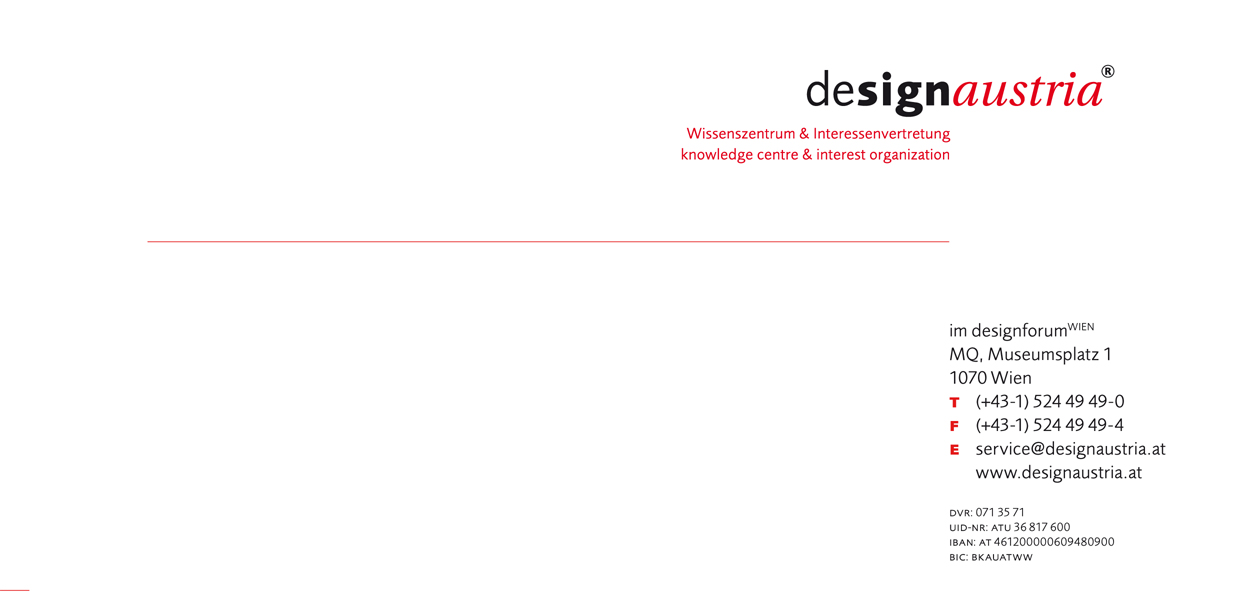 designaustria®
Wissenszentrum & Interessenvertretung
knowledge centre & interest organization
im designforumWIEN
MQ, Museumsplatz 1
1070 Wien
T (+43-1) 524 49 49-0
F (+43-1) 524 49 49-4
E service@designaustria.at
www.designaustria.at
DVR: 071 35 71
UID-NR: ATU 36 817 600
IBAN: AT 461200000609480900
BIC: BKAUATWW